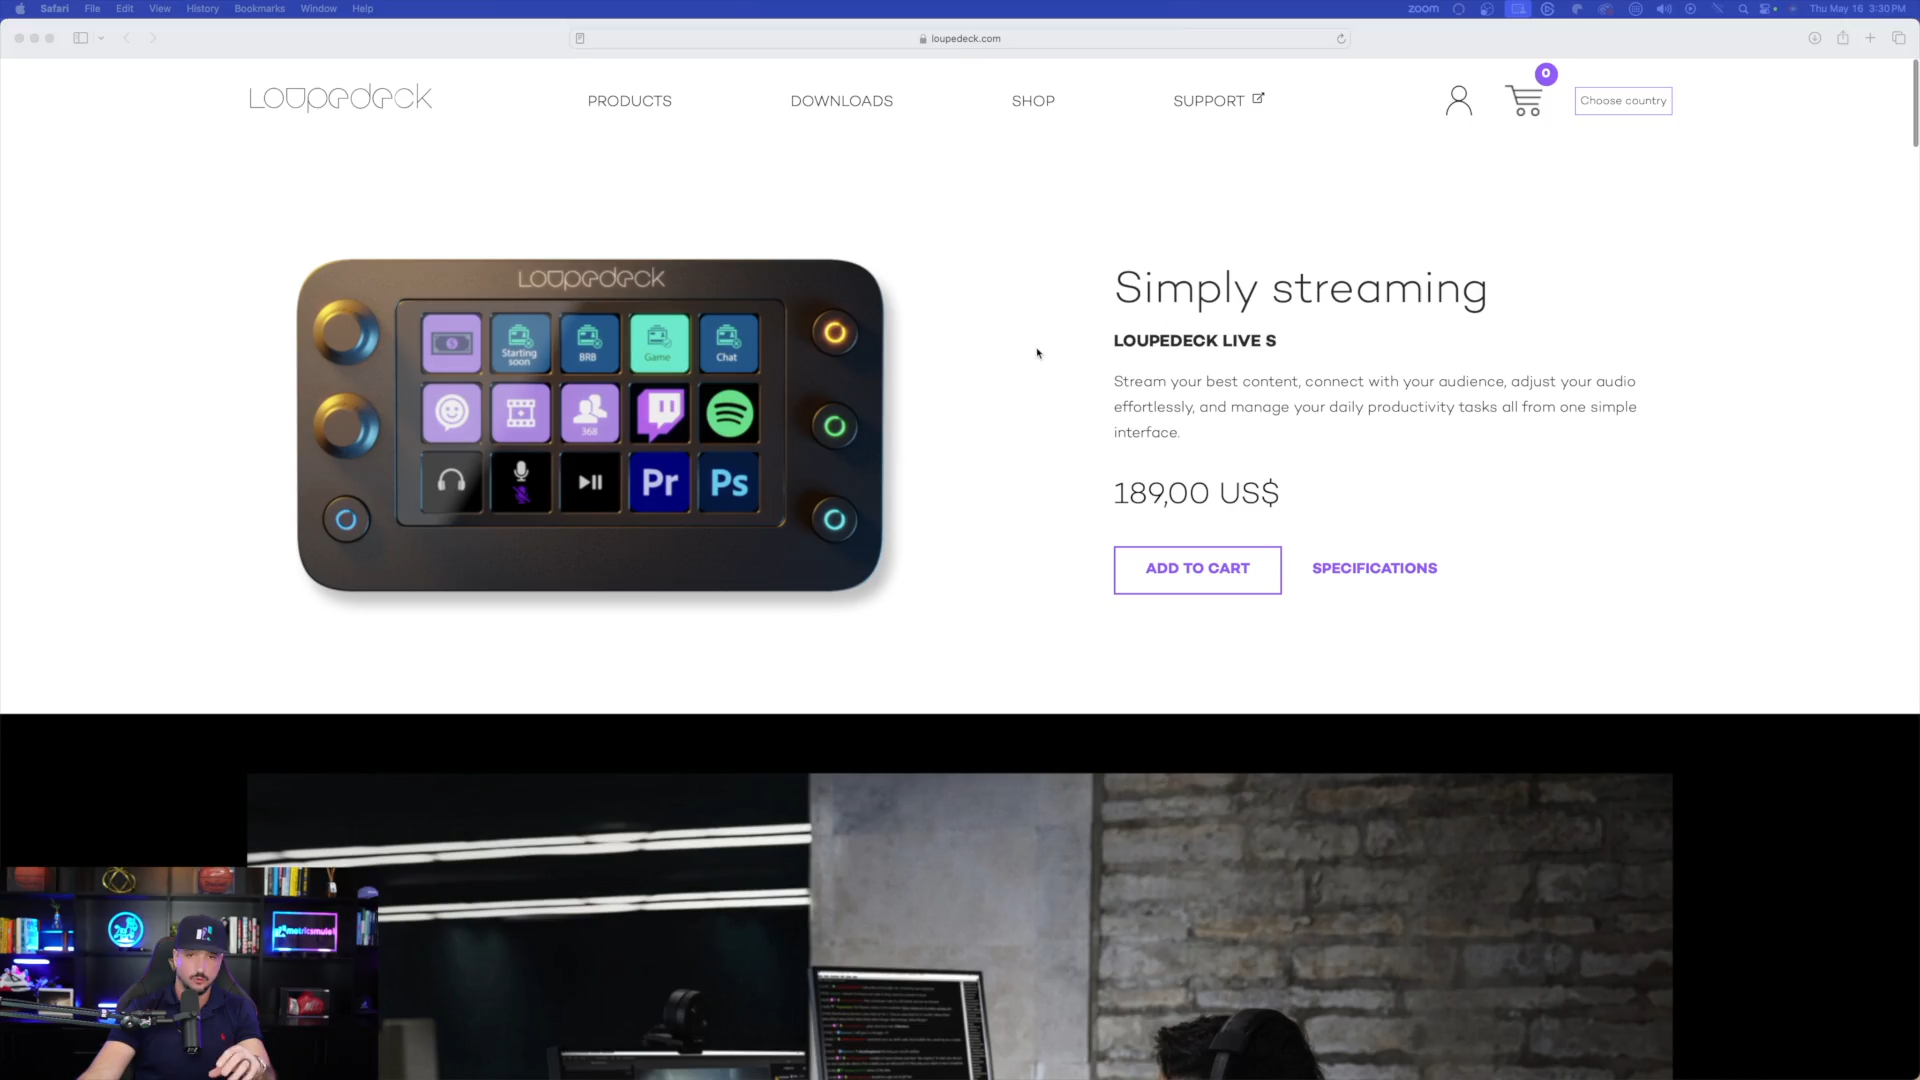 Safari File Edit View History Bookmarks Window Help
zoom
Thu May 16 3:30 PM
loupedeck.com
Loupedeck
PRODUCTS
DOWNLOADS
SHOP
SUPPORT
0
Choose country
Loupedeck
Starting soon
BRB
Game
Chat
368
Pr
Ps
Simply streaming
LOUPEDECK LIVE S
Stream your best content, connect with your audience, adjust your audio
effortlessly, and manage your daily productivity tasks all from one simple
interface.
189,00 US$
ADD TO CART
SPECIFICATIONS
metricsmule